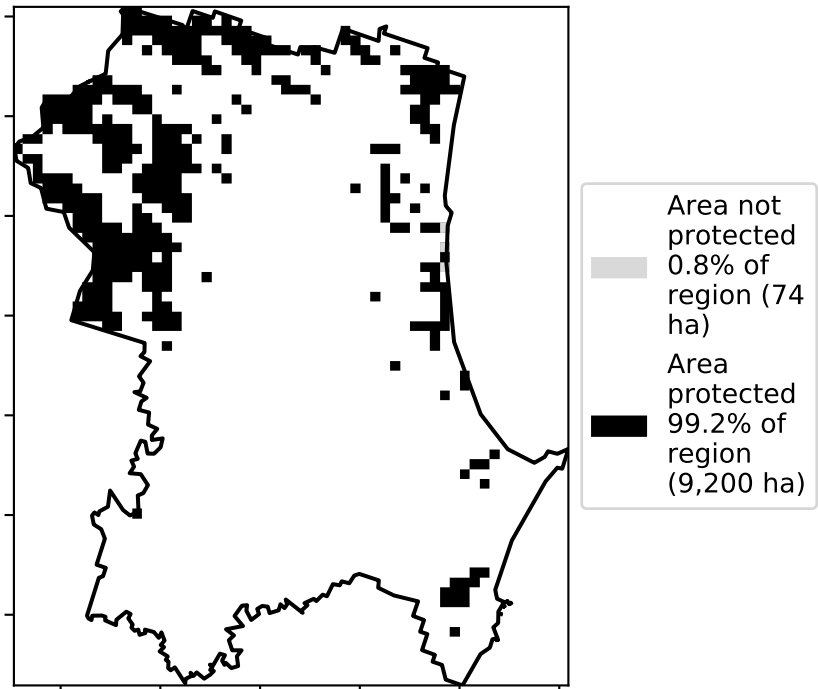 Area not
protected
0.8% of
region (74
ha)
Area
protected
99.2% of
region
(9,200 ha)